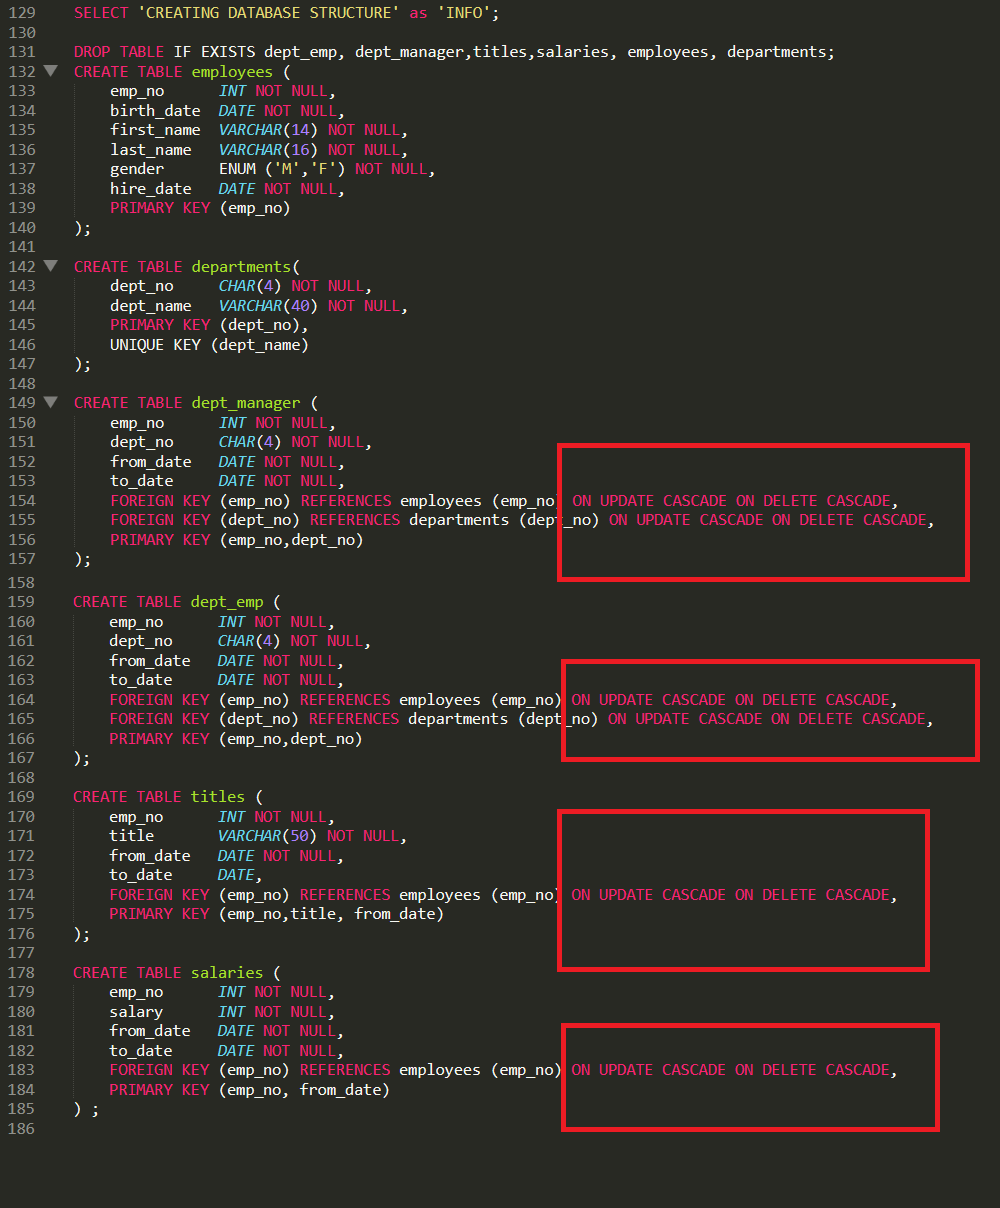 129 SELECT 'CREATING DATABASE STRUCTURE' as 'INFO';
130
131 DROP TABLE IF EXISTS dept_emp, dept_manager,titles,salaries, employees, departments;
132 CREATE TABLE employees (
133 emp_no INT NOT NULL,
134 birth_date DATE NOT NULL,
135 first_name VARCHAR(14) NOT NULL,
136 last_name VARCHAR(16) NOT NULL,
137 gender ENUM ('M','F') NOT NULL,
138 hire_date DATE NOT NULL,
139 PRIMARY KEY (emp_no)
140 );
141
142 CREATE TABLE departments(
143 dept_no CHAR(4) NOT NULL,
144 dept_name VARCHAR(40) NOT NULL,
145 PRIMARY KEY (dept_no),
146 UNIQUE KEY (dept_name)
147 );
148
149 CREATE TABLE dept_manager (
150 emp_no INT NOT NULL,
151 dept_no CHAR(4) NOT NULL,
152 from_date DATE NOT NULL,
153 to_date DATE NOT NULL,
154 FOREIGN KEY (emp_no) REFERENCES employees (emp_no) ON UPDATE CASCADE ON DELETE CASCADE,
155 FOREIGN KEY (dept_no) REFERENCES departments (dept_no) ON UPDATE CASCADE ON DELETE CASCADE,
156 PRIMARY KEY (emp_no,dept_no)
157 );
158
159 CREATE TABLE dept_emp (
160 emp_no INT NOT NULL,
161 dept_no CHAR(4) NOT NULL,
162 from_date DATE NOT NULL,
163 to_date DATE NOT NULL,
164 FOREIGN KEY (emp_no) REFERENCES employees (emp_no) ON UPDATE CASCADE ON DELETE CASCADE,
165 FOREIGN KEY (dept_no) REFERENCES departments (dept_no) ON UPDATE CASCADE ON DELETE CASCADE,
166 PRIMARY KEY (emp_no,dept_no)
167 );
168
169 CREATE TABLE titles (
170 emp_no INT NOT NULL,
171 title VARCHAR(50) NOT NULL,
172 from_date DATE NOT NULL,
173 to_date DATE,
174 FOREIGN KEY (emp_no) REFERENCES employees (emp_no) ON UPDATE CASCADE ON DELETE CASCADE,
175 PRIMARY KEY (emp_no,title, from_date)
176 );
177
178 CREATE TABLE salaries (
179 emp_no INT NOT NULL,
180 salary INT NOT NULL,
181 from_date DATE NOT NULL,
182 to_date DATE NOT NULL,
183 FOREIGN KEY (emp_no) REFERENCES employees (emp_no) ON UPDATE CASCADE ON DELETE CASCADE,
184 PRIMARY KEY (emp_no, from_date)
185 ) ;
186